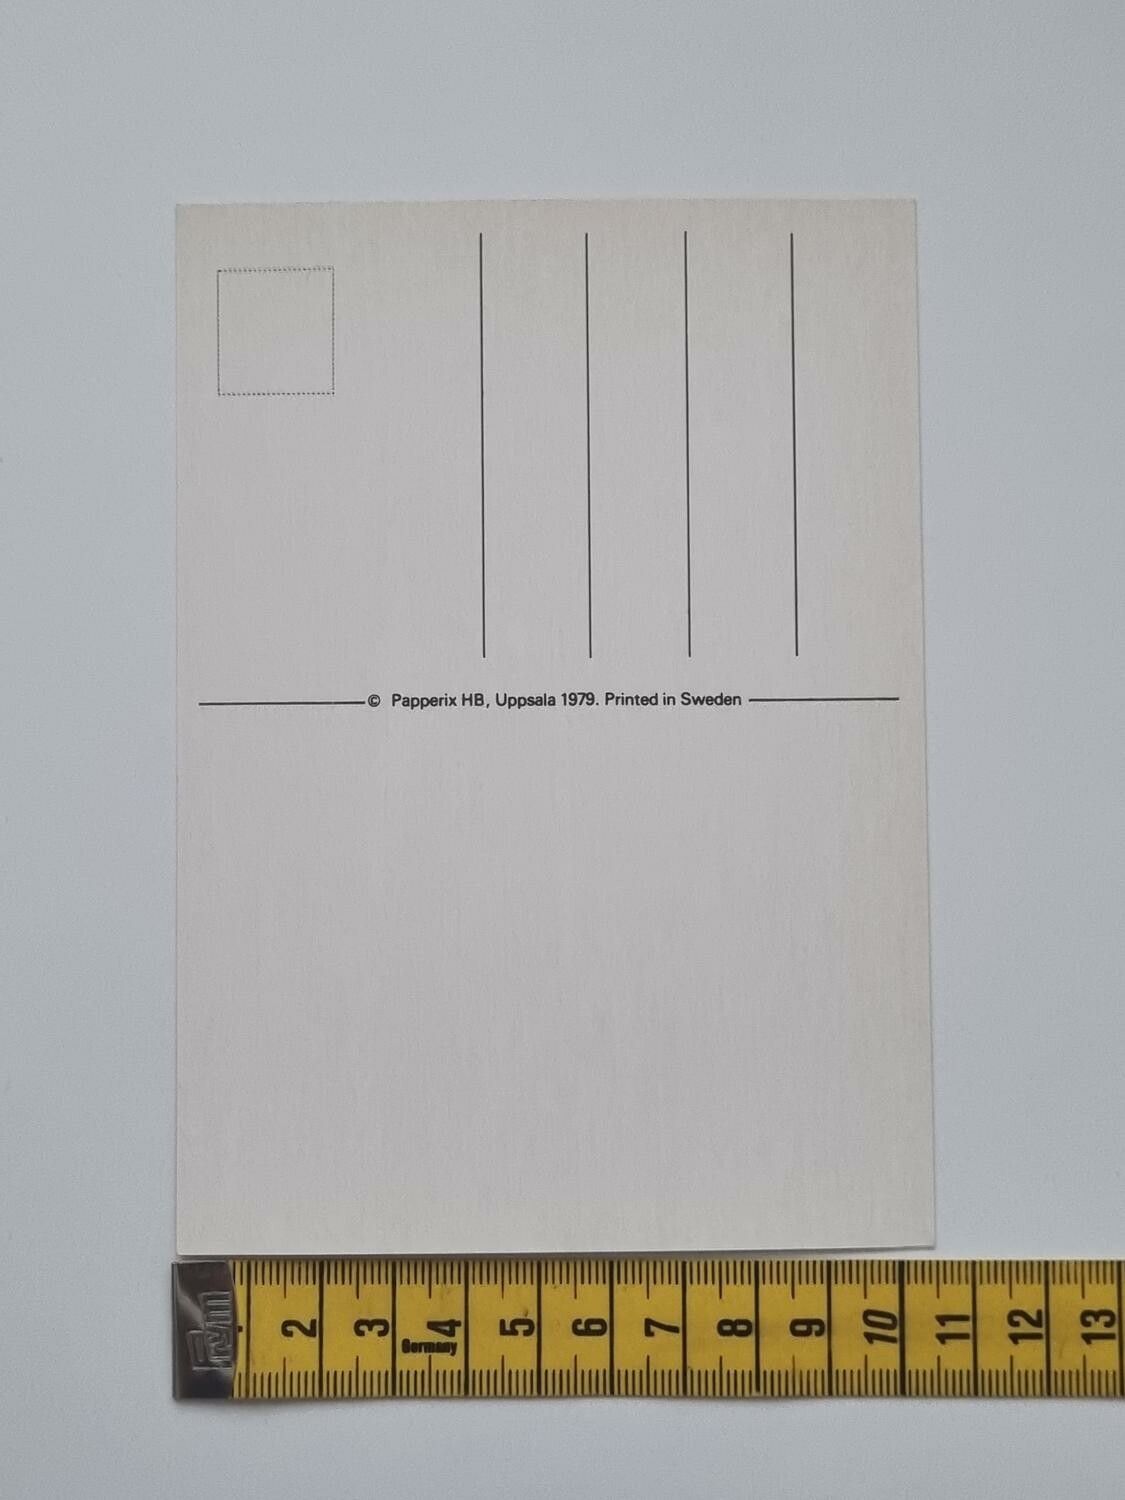 © Papperix HB, Uppsala 1979. Printed in Sweden
Prym 2 3 4 5 6 7 8 9 10 11 12 13
Germany